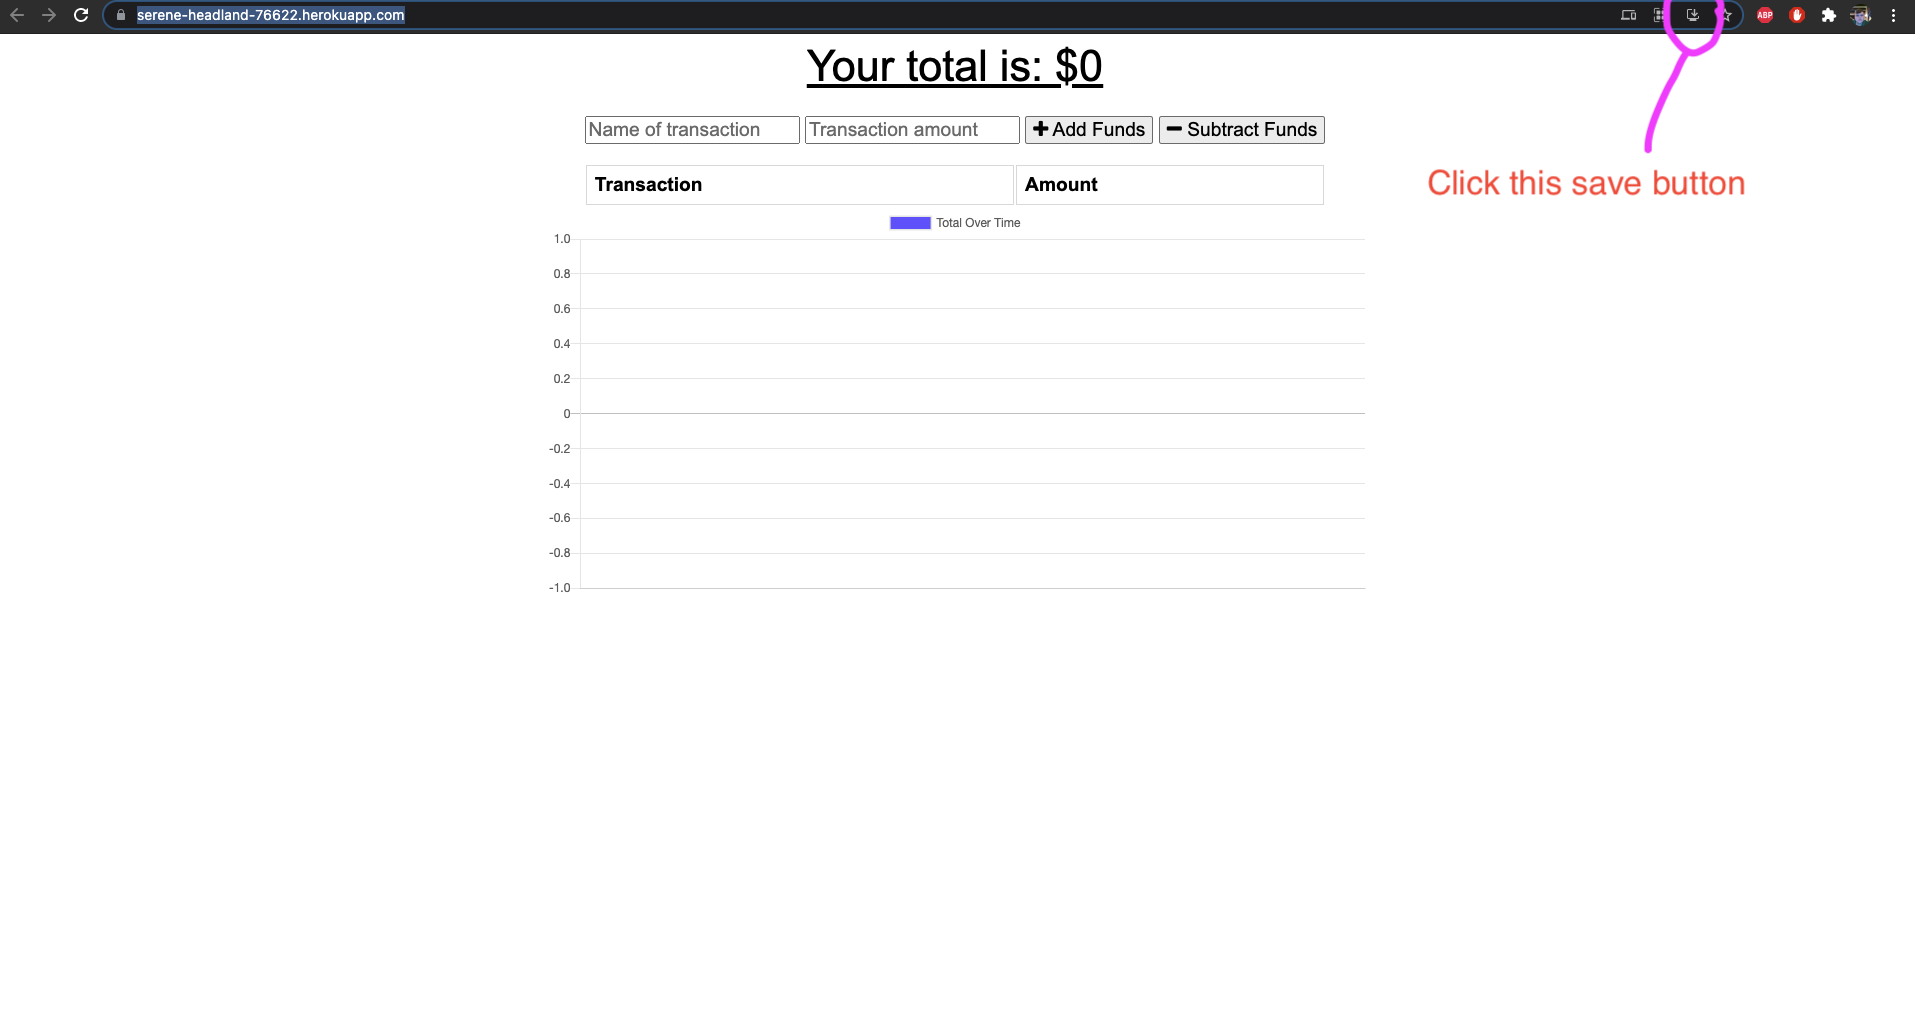 serene-headland-76622.herokuapp.com
ABP
Your total is: $0
Name of transaction Transaction amount Add Funds Subtract Funds
Click this save button
Transaction Amount
Total Over Time
1.0
0.8
0.6
0.4
0.2
0
-0.2
-0.4
-0.6
-0.8
-1.0